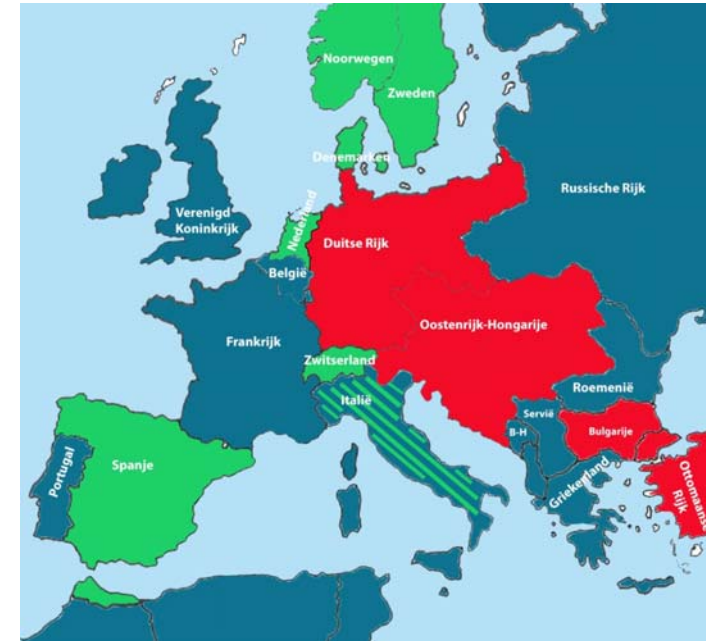 Noorwegen
Zweden
Denemarken
Nederland
Verenigd
Koninkrijk
Duitse Rijk
Russische Rijk
België
Oostenrijk-Hongarije
Frankrijk
Zwitserland
Italië
Roemenië
Servië
B-H
Bulgarije
Spanje
Portugal
Griekenland
Ottomaanse
Rijk